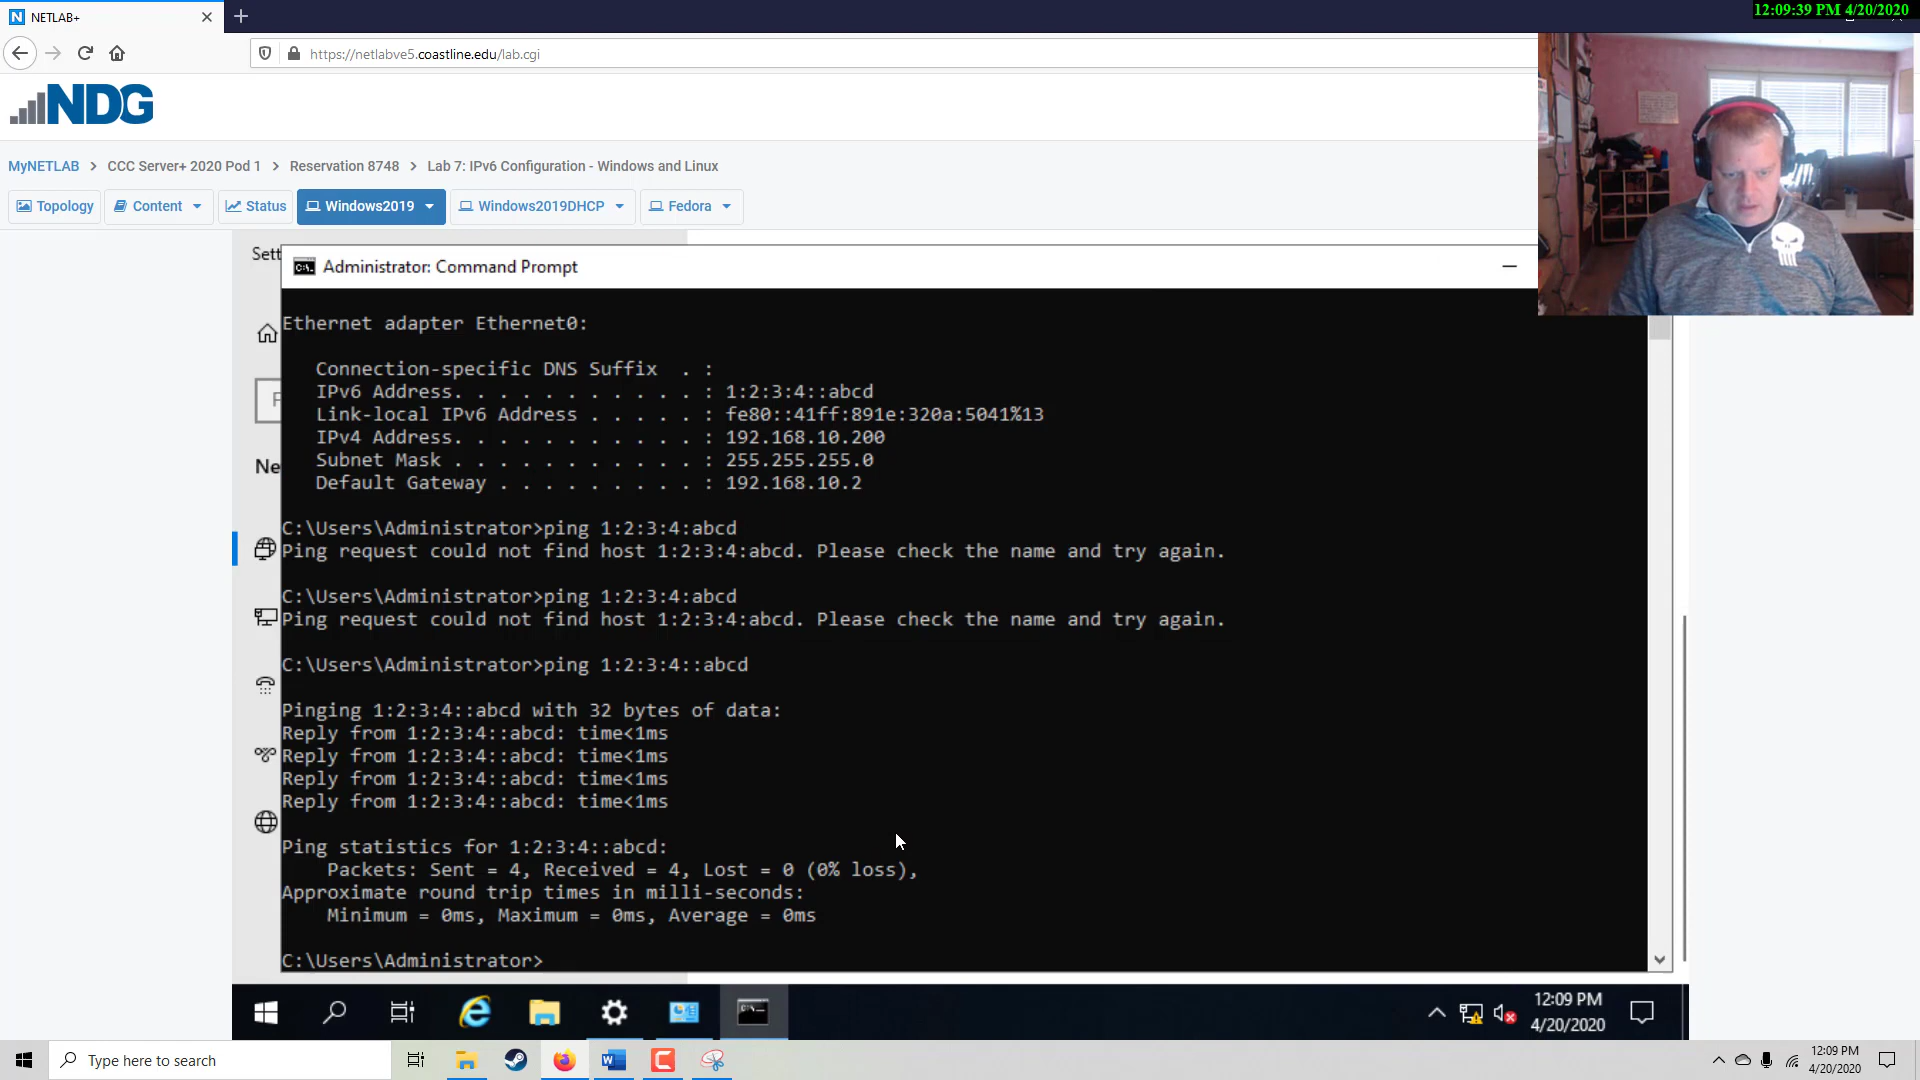 NETLAB+
12:09:39 PM 4/20/2020
https://netlabve5.coastline.edu/lab.cgi
NDG
MyNETLAB > CCC Server+ 2020 Pod 1 > Reservation 8748 > Lab 7: IPv6 Configuration - Windows and Linux
Topology Content Status Windows2019 Windows2019DHCP Fedora
Sett
Administrator: Command Prompt
Ethernet adapter Ethernet0:
Connection-specific DNS Suffix . :
IPv6 Address. . . . . . . . . . . : 1:2:3:4::abcd
Link-local IPv6 Address . . . . . : fe80::41ff:891e:320a:5041%13
IPv4 Address. . . . . . . . . . . : 192.168.10.200
Subnet Mask . . . . . . . . . . . : 255.255.255.0
Default Gateway . . . . . . . . . : 192.168.10.2
Ne
C:\Users\Administrator>ping 1:2:3:4:abcd
Ping request could not find host 1:2:3:4:abcd. Please check the name and try again.
C:\Users\Administrator>ping 1:2:3:4:abcd
Ping request could not find host 1:2:3:4:abcd. Please check the name and try again.
C:\Users\Administrator>ping 1:2:3:4::abcd
Pinging 1:2:3:4::abcd with 32 bytes of data:
Reply from 1:2:3:4::abcd: time<1ms
Reply from 1:2:3:4::abcd: time<1ms
Reply from 1:2:3:4::abcd: time<1ms
Reply from 1:2:3:4::abcd: time<1ms
Ping statistics for 1:2:3:4::abcd:
Packets: Sent = 4, Received = 4, Lost = 0 (0% loss),
Approximate round trip times in milli-seconds:
Minimum = 0ms, Maximum = 0ms, Average = 0ms
C:\Users\Administrator>
12:09 PM
4/20/2020
Type here to search
12:09 PM
4/20/2020